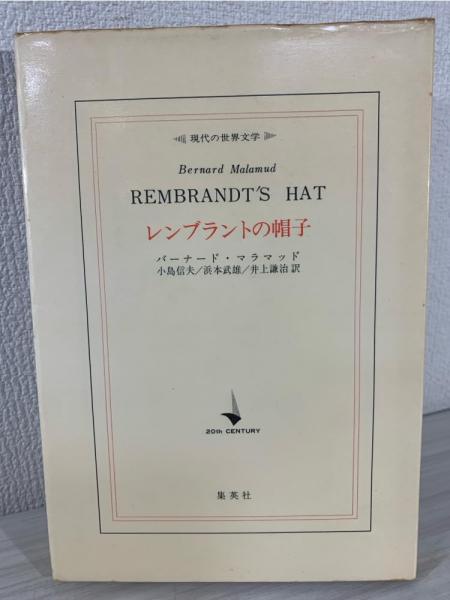 現代の世界文学
Bernard Malamud
REMBRANDT'S HAT
レンブラントの帽子
バーナード・マラマッド
小島信夫／浜本武雄／井上謙治 訳
20th CENTURY
集英社